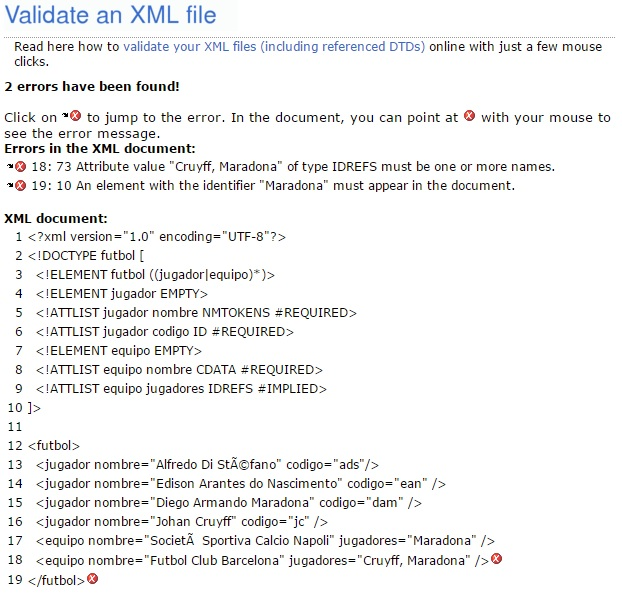 Validate an XML file
Read here how to validate your XML files (including referenced DTDs) online with just a few mouse
clicks.
2 errors have been found!
Click on to jump to the error. In the document, you can point at with your mouse to
see the error message.
Errors in the XML document:
18: 73 Attribute value "Cruyff, Maradona" of type IDREFS must be one or more names.
19: 10 An element with the identifier "Maradona" must appear in the document.
XML document:
1 <?xml version="1.0" encoding="UTF-8"?>
2 <!DOCTYPE futbol [
3 <!ELEMENT futbol ((jugador|equipo)*)>
4 <!ELEMENT jugador EMPTY>
5 <!ATTLIST jugador nombre NMTOKENS #REQUIRED>
6 <!ATTLIST jugador codigo ID #REQUIRED>
7 <!ELEMENT equipo EMPTY>
8 <!ATTLIST equipo nombre CDATA #REQUIRED>
9 <!ATTLIST equipo jugadores IDREFS #IMPLIED>
10 ]>
11
12 <futbol>
13 <jugador nombre="Alfredo Di StÃ©fano" codigo="ads"/>
14 <jugador nombre="Edison Arantes do Nascimento" codigo="ean" />
15 <jugador nombre="Diego Armando Maradona" codigo="dam" />
16 <jugador nombre="Johan Cruyff" codigo="jc" />
17 <equipo nombre="SocietÃ  Sportiva Calcio Napoli" jugadores="Maradona" />
18 <equipo nombre="Futbol Club Barcelona" jugadores="Cruyff, Maradona" />
19 </futbol>